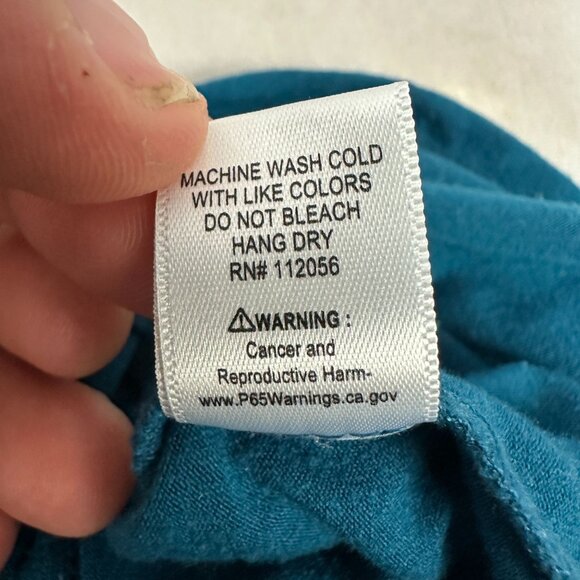 MACHINE WASH COLD
WITH LIKE COLORS
DO NOT BLEACH
HANG DRY
RN# 112056
⚠WARNING :
Cancer and
Reproductive Harm-
www.P65Warnings.ca.gov